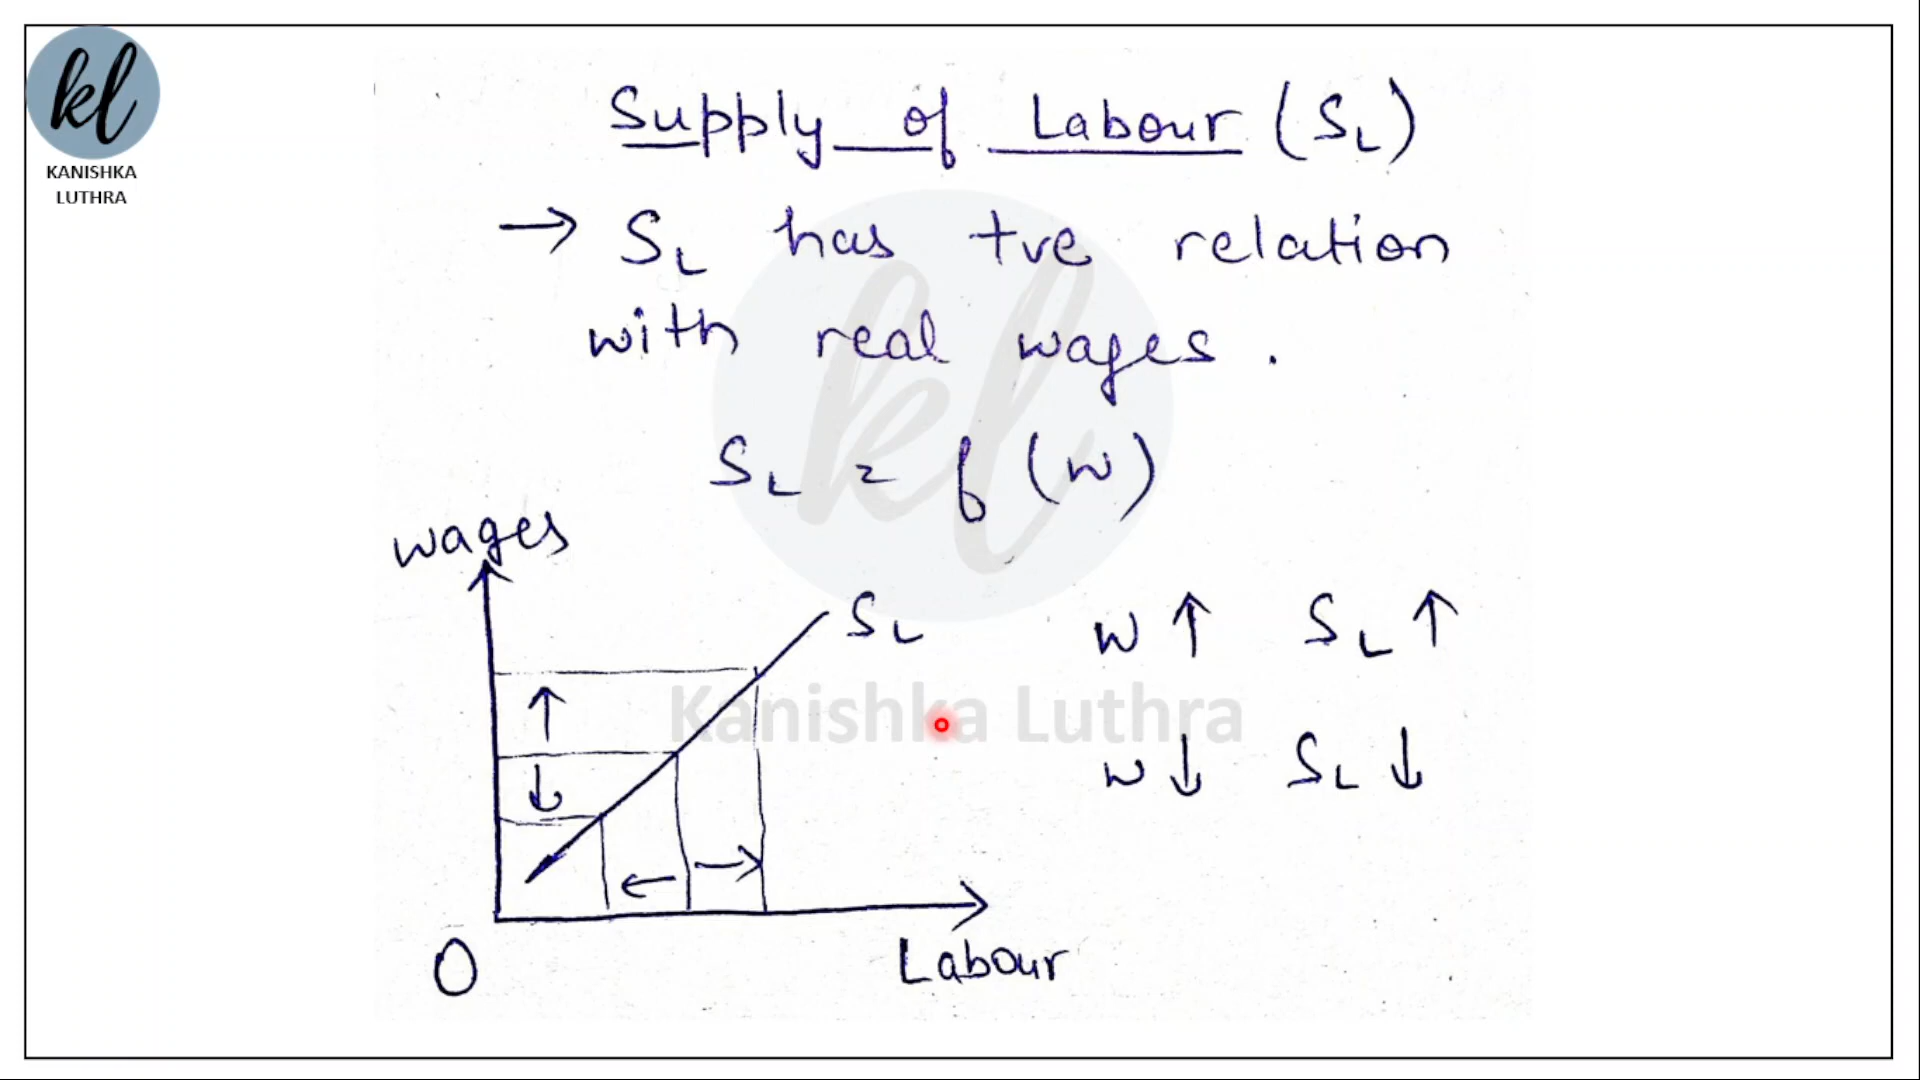 kl
KANISHKA
LUTHRA
Supply of Labour (SL)
→ SL has +ve relation
with real wages.
SL = f (w)
wages
SL
w ↑ SL ↑
Kanishka Luthra
w ↓ SL ↓
O
Labour